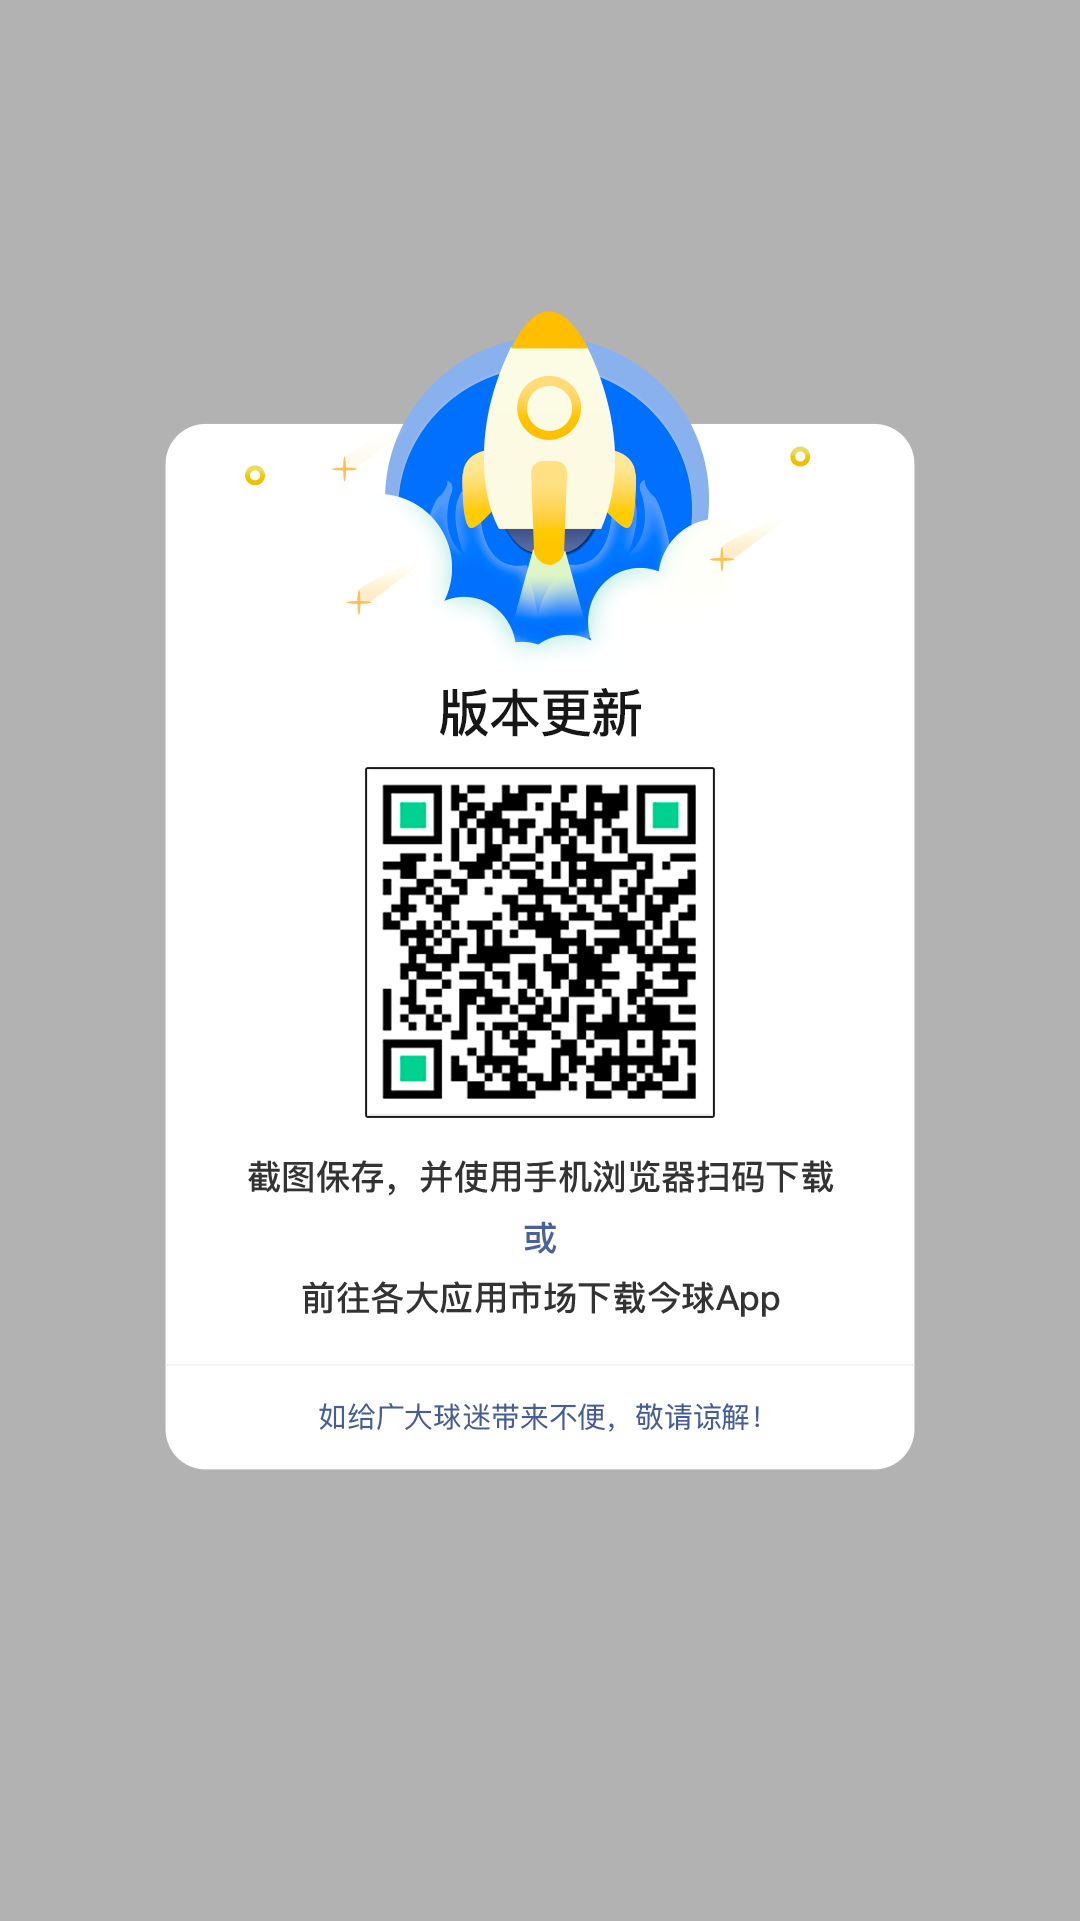 版本更新
截图保存，并使用手机浏览器扫码下载
或
前往各大应用市场下载今球App
如给广大球迷带来不便，敬请谅解！